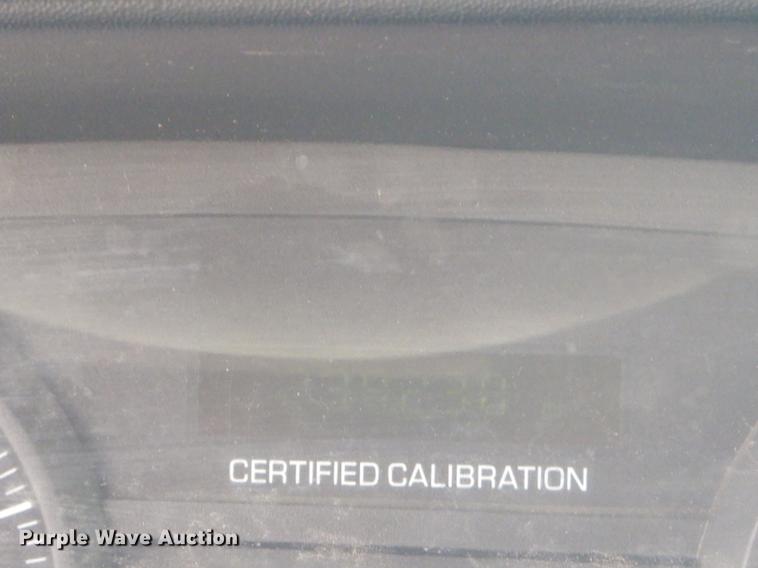 CERTIFIED CALIBRATION
Purple Wave Auction